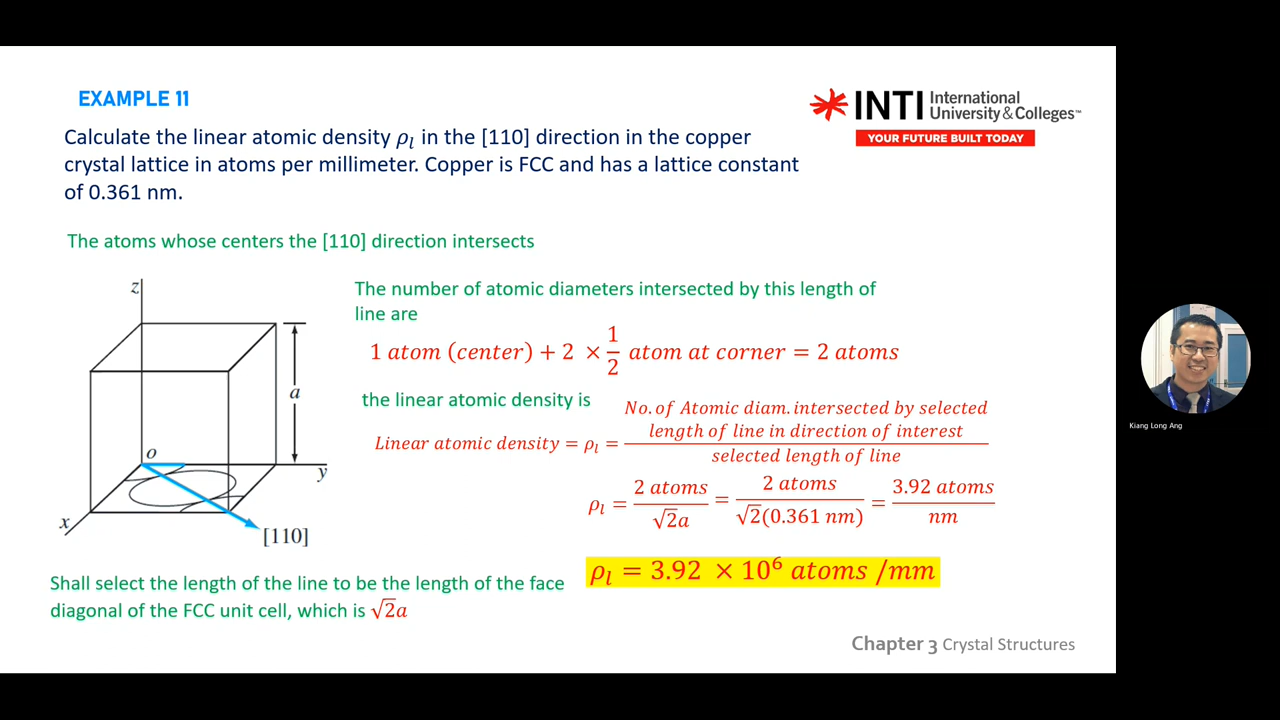 EXAMPLE 11
INTI International University & Colleges™
YOUR FUTURE BUILT TODAY
Calculate the linear atomic density ρₗ in the [110] direction in the copper
crystal lattice in atoms per millimeter. Copper is FCC and has a lattice constant
of 0.361 nm.
The atoms whose centers the [110] direction intersects
z
a
o
y
x
[110]
Shall select the length of the line to be the length of the face
diagonal of the FCC unit cell, which is √2a
The number of atomic diameters intersected by this length of
line are
1 atom (center) + 2 × 1/2 atom at corner = 2 atoms
the linear atomic density is
Linear atomic density = ρₗ = No. of Atomic diam. intersected by selected length of line in direction of interest / selected length of line
ρₗ = 2 atoms / √2a = 2 atoms / √2(0.361 nm) = 3.92 atoms / nm
ρₗ = 3.92 × 10⁶ atoms /mm
Chapter 3 Crystal Structures
Kiang Long Ang